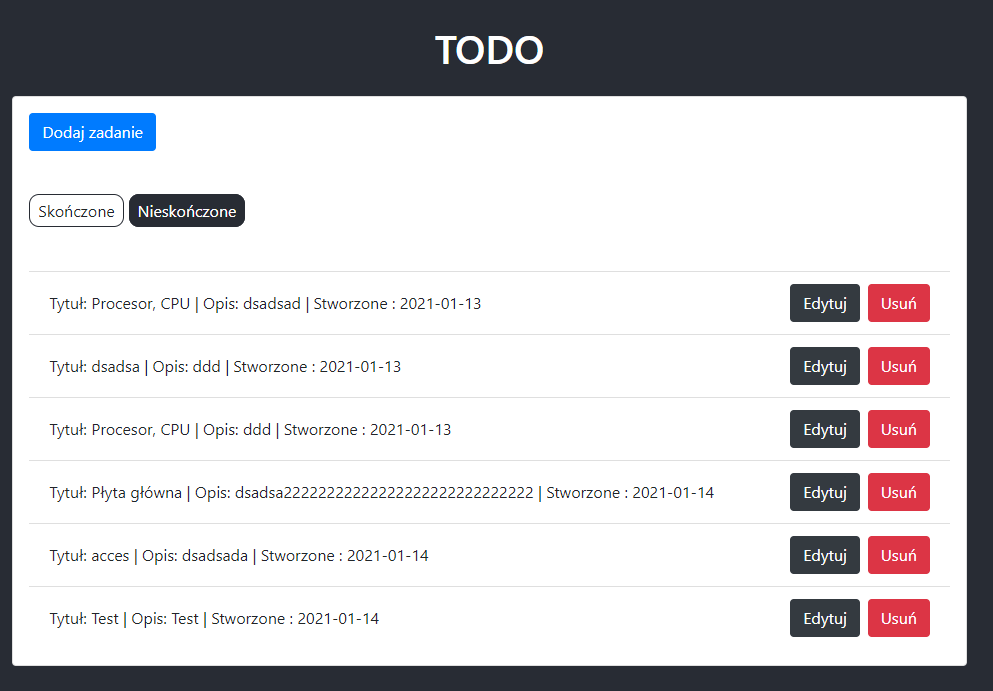 TODO
Dodaj zadanie
Skończone Nieskończone
Tytuł: Procesor, CPU | Opis: dsadsad | Stworzone : 2021-01-13 Edytuj Usuń
Tytuł: dsadsa | Opis: ddd | Stworzone : 2021-01-13 Edytuj Usuń
Tytuł: Procesor, CPU | Opis: ddd | Stworzone : 2021-01-13 Edytuj Usuń
Tytuł: Płyta główna | Opis: dsadsa22222222222222222222222222222 | Stworzone : 2021-01-14 Edytuj Usuń
Tytuł: acces | Opis: dsadsada | Stworzone : 2021-01-14 Edytuj Usuń
Tytuł: Test | Opis: Test | Stworzone : 2021-01-14 Edytuj Usuń